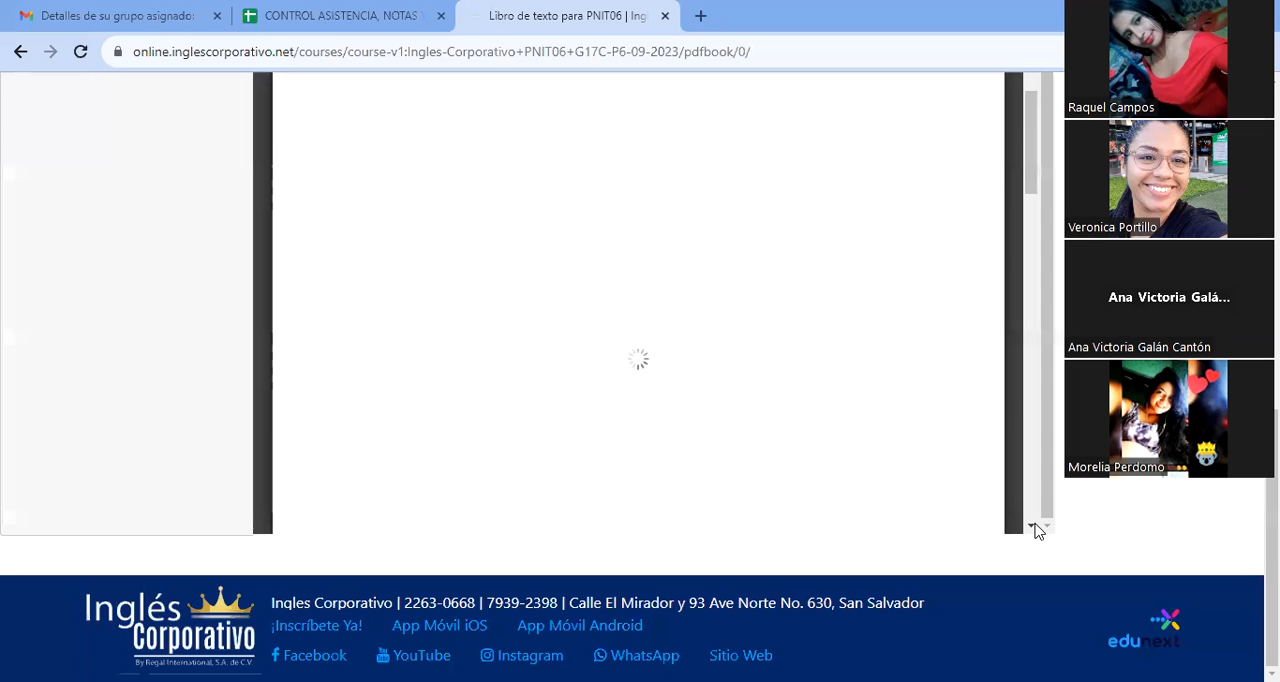 Detalles de su grupo asignado:
CONTROL ASISTENCIA, NOTAS Y
Libro de texto para PNIT06 | Ing
online.inglescorporativo.net/courses/course-v1:Ingles-Corporativo+PNIT06+G17C-P6-09-2023/pdfbook/0/
Raquel Campos
Veronica Portillo
Ana Victoria Galá...
Ana Victoria Galán Cantón
Morelia Perdomo
Inglés
Corporativo
By Regal International, S.A. de C.V.
Ingles Corporativo | 2263-0668 | 7939-2398 | Calle El Mirador y 93 Ave Norte No. 630, San Salvador
¡Inscríbete Ya! App Móvil iOS App Móvil Android
Facebook YouTube Instagram WhatsApp Sitio Web
edunext